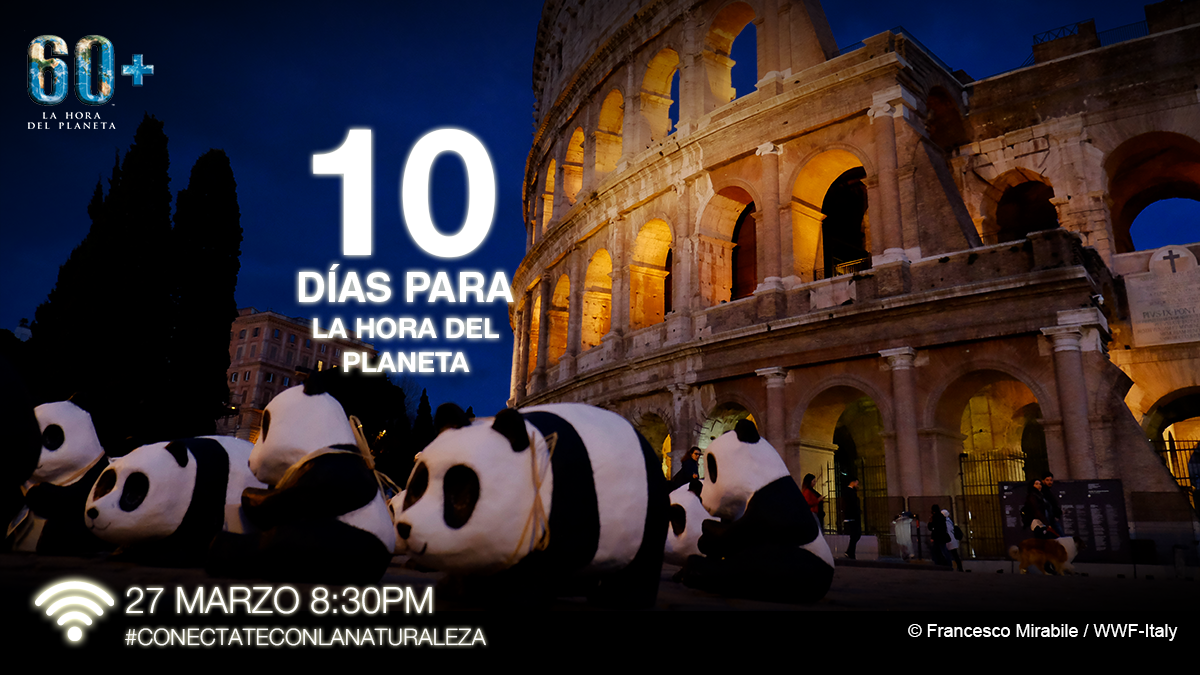 60+
LA HORA
DEL PLANETA
10
DÍAS PARA
LA HORA DEL
PLANETA
27 MARZO 8:30PM
#CONECTATECONLANATURALEZA
© Francesco Mirabile / WWF-Italy